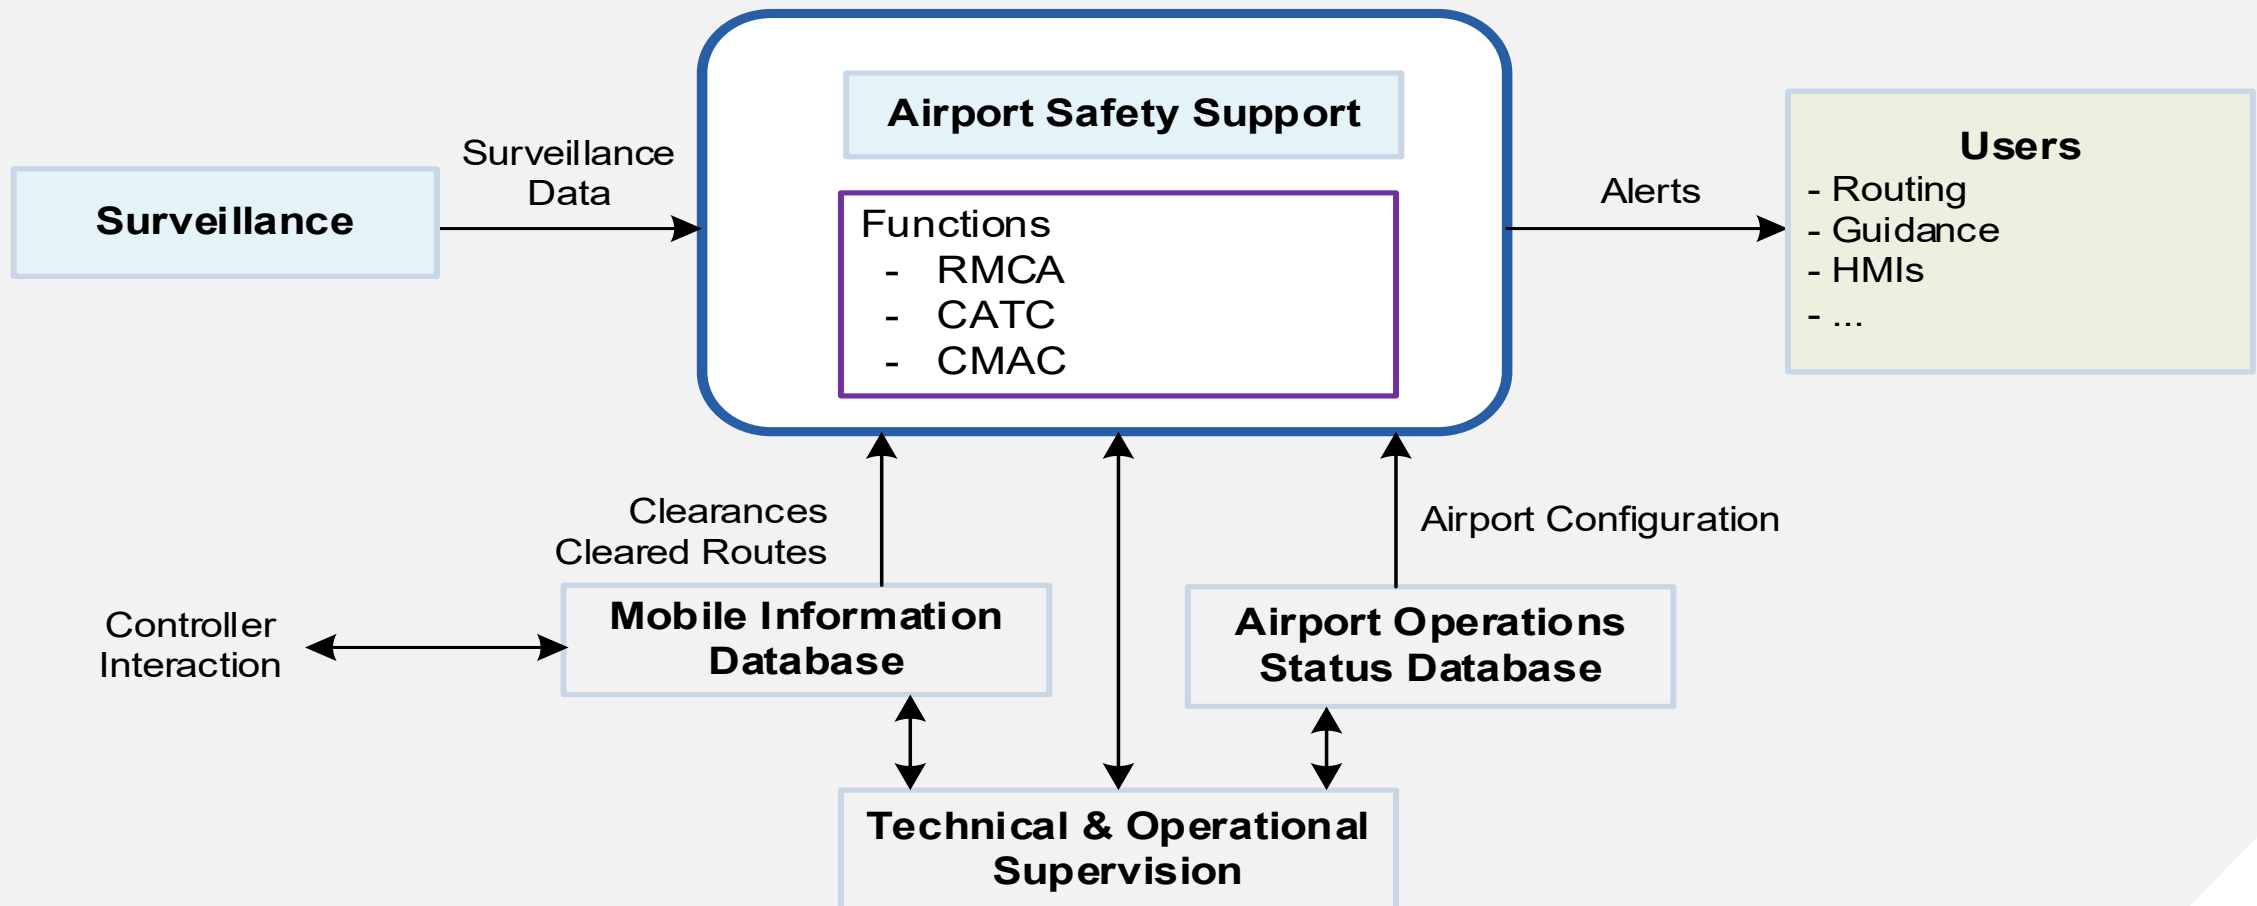 Airport Safety Support
Surveillance
Surveillance
Data
Functions
- RMCA
- CATC
- CMAC
Alerts
Users
- Routing
- Guidance
- HMIs
- ...
Clearances
Cleared Routes
Airport Configuration
Controller
Interaction
Mobile Information
Database
Airport Operations
Status Database
Technical & Operational
Supervision